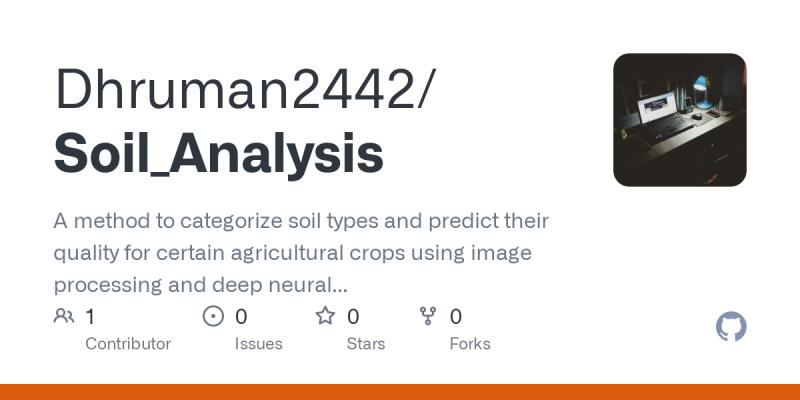 Dhruman2442/
Soil_Analysis
A method to categorize soil types and predict their
quality for certain agricultural crops using image
processing and deep neural...
1
Contributor
0
Issues
0
Stars
0
Forks